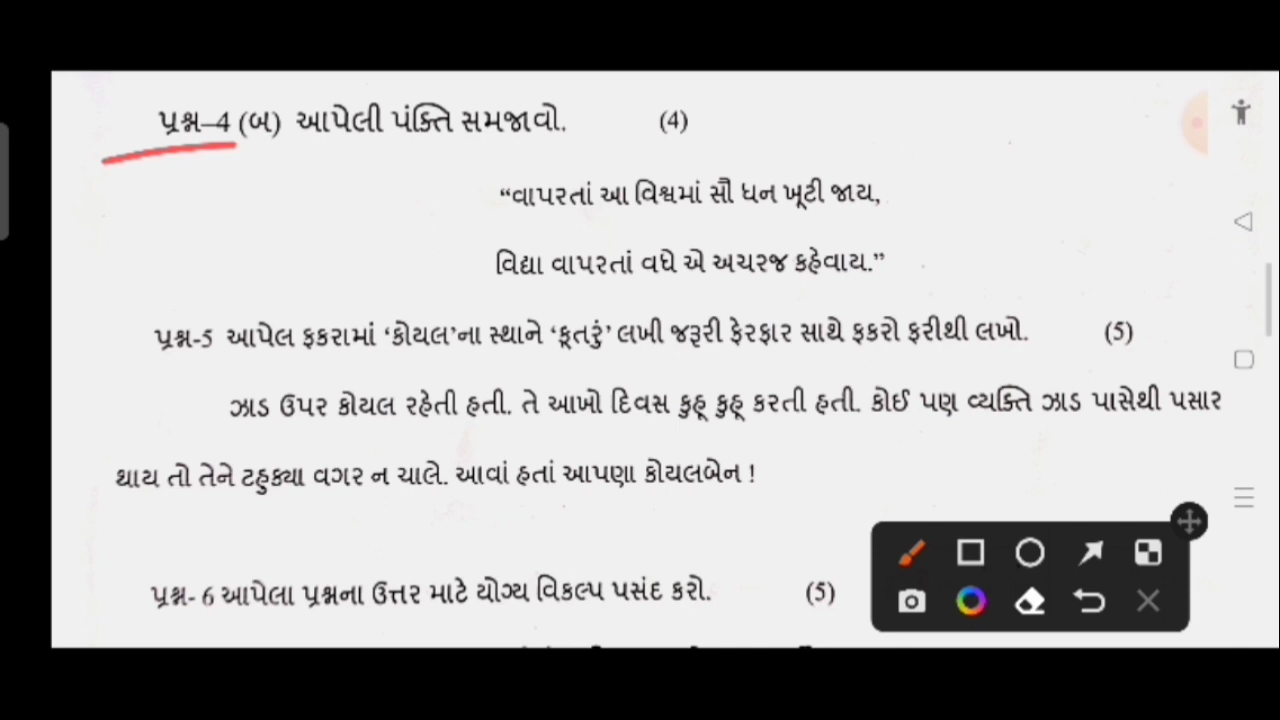 પ્રશ્ન–4 (બ) આપેલી પંક્તિ સમજાવો. (4)
“વાપરતાં આ વિશ્વમાં સૌ ધન ખૂટી જાય,
વિદ્યા વાપરતાં વધે એ અચરજ કહેવાય.”
પ્રશ્ન-5 આપેલ ફકરામાં ‘કોયલ’ના સ્થાને ‘કૂતરું’ લખી જરૂરી ફેરફાર સાથે ફકરો ફરીથી લખો. (5)
ઝાડ ઉપર કોયલ રહેતી હતી. તે આખો દિવસ કુહૂ કુહૂ કરતી હતી. કોઈ પણ વ્યક્તિ ઝાડ પાસેથી પસાર
થાય તો તેને ટહુક્યા વગર ન ચાલે. આવાં હતાં આપણા કોયલબેન !
પ્રશ્ન- 6 આપેલા પ્રશ્નના ઉત્તર માટે યોગ્ય વિકલ્પ પસંદ કરો. (5)